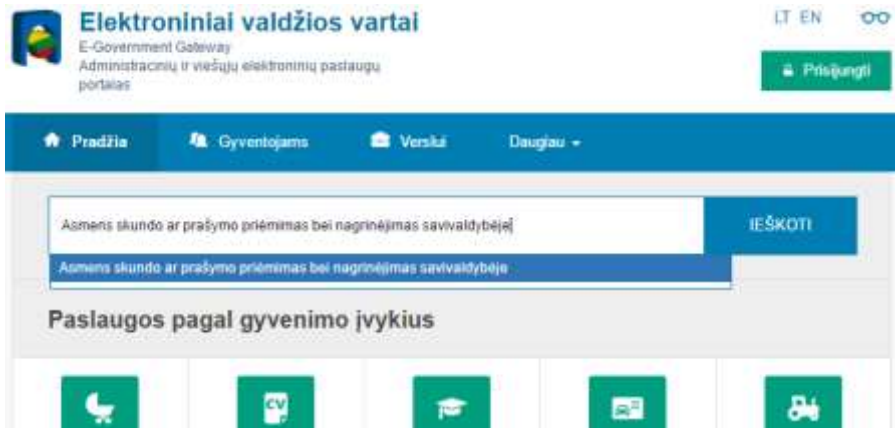 Elektroniniai valdžios vartai
E-Government Gateway
Administracinių ir viešųjų elektroninių paslaugų
portalas
LT EN
Prisijungti
Pradžia Gyventojams Verslui Daugiau
Asmens skundo ar prašymo priėmimas bei nagrinėjimas savivaldybėje
IEŠKOTI
Asmens skundo ar prašymo priėmimas bei nagrinėjimas savivaldybėje
Paslaugos pagal gyvenimo įvykius
CV